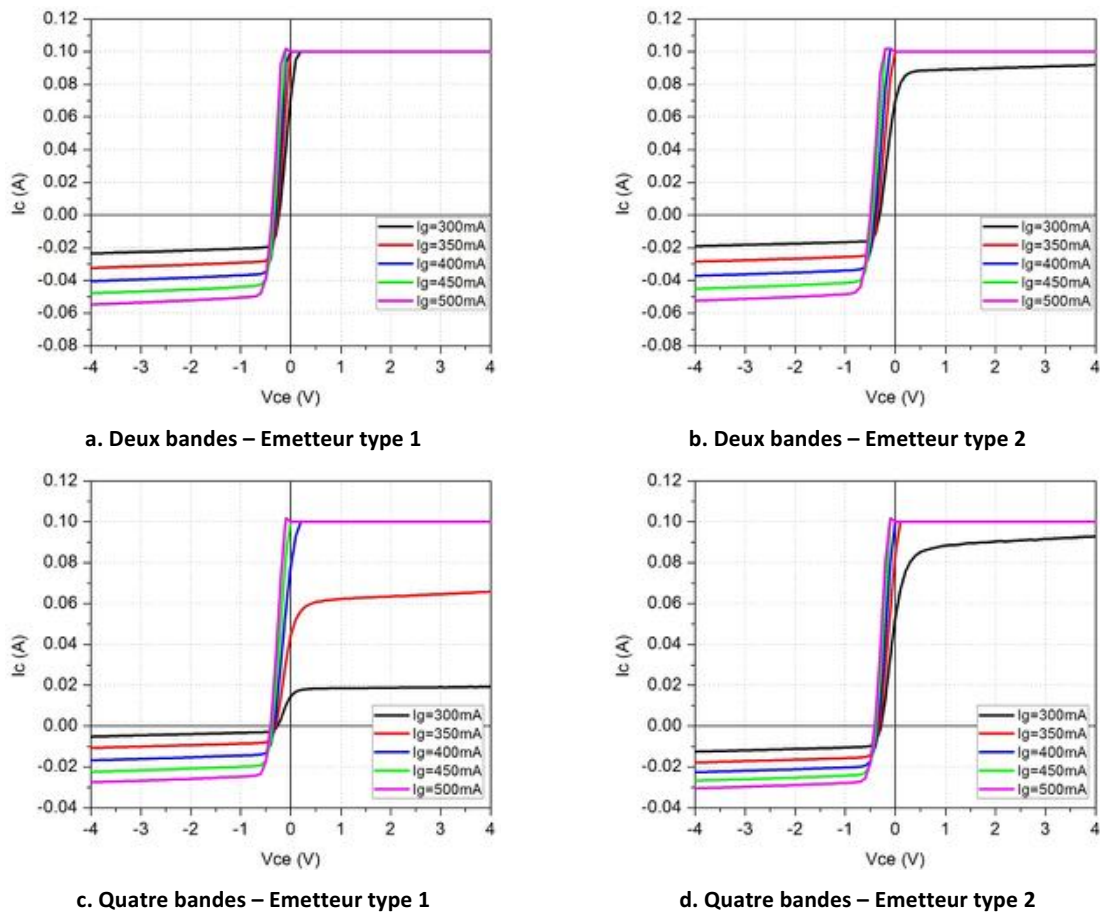 0.12
0.10
0.08
0.06
0.04
0.02
0.00
-0.02
-0.04
-0.06
-0.08
Ic (A)
-4 -3 -2 -1 0 1 2 3 4
Vce (V)
Ig=300mA
Ig=350mA
Ig=400mA
Ig=450mA
Ig=500mA
a. Deux bandes – Emetteur type 1
0.12
0.10
0.08
0.06
0.04
0.02
0.00
-0.02
-0.04
-0.06
-0.08
Ic (A)
-4 -3 -2 -1 0 1 2 3 4
Vce (V)
Ig=300mA
Ig=350mA
Ig=400mA
Ig=450mA
Ig=500mA
b. Deux bandes – Emetteur type 2
0.12
0.10
0.08
0.06
0.04
0.02
0.00
-0.02
-0.04
Ic (A)
-4 -3 -2 -1 0 1 2 3 4
Vce (V)
Ig=300mA
Ig=350mA
Ig=400mA
Ig=450mA
Ig=500mA
c. Quatre bandes – Emetteur type 1
0.12
0.10
0.08
0.06
0.04
0.02
0.00
-0.02
-0.04
Ic (A)
-4 -3 -2 -1 0 1 2 3 4
Vce (V)
Ig=300mA
Ig=350mA
Ig=400mA
Ig=450mA
Ig=500mA
d. Quatre bandes – Emetteur type 2